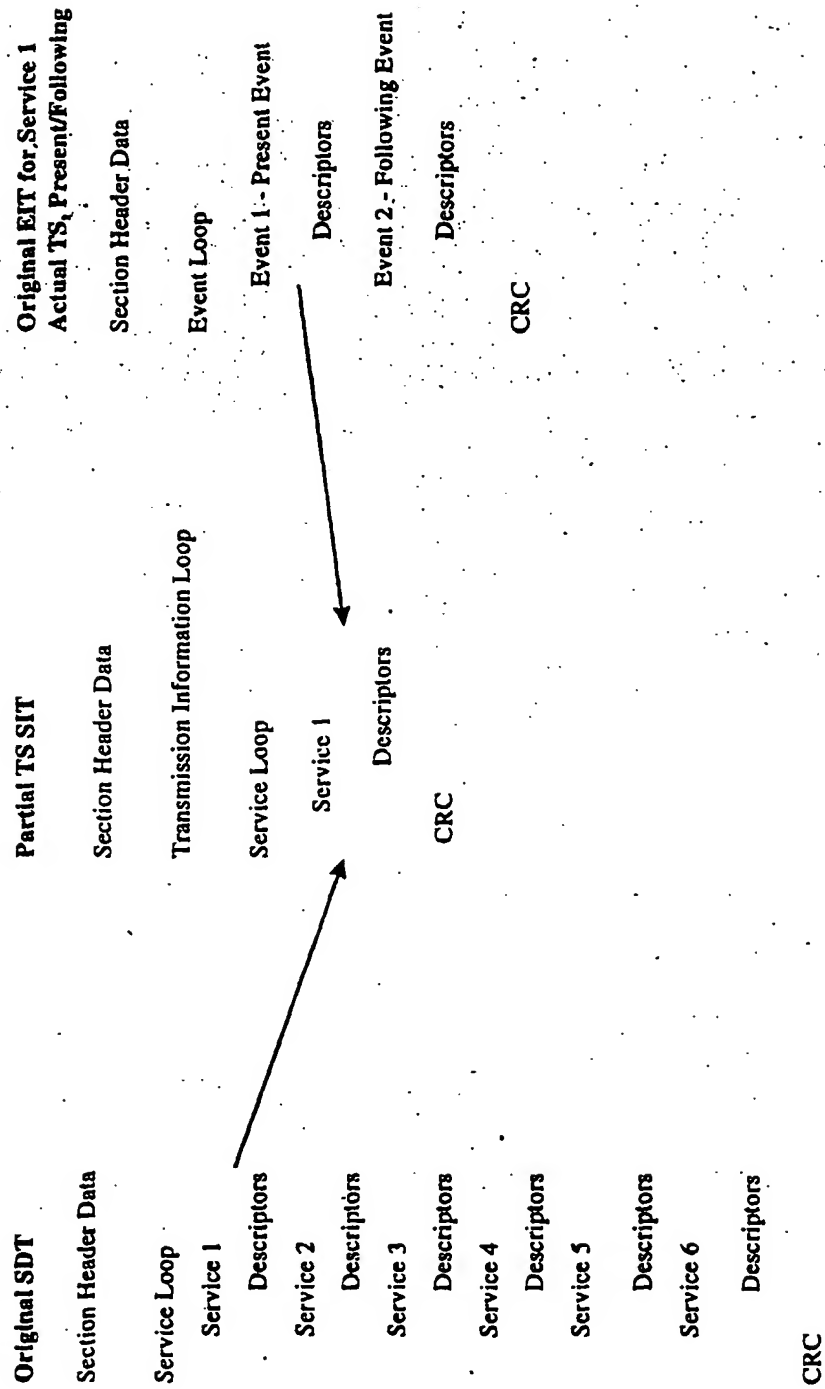 Original SDT
Section Header Data
Service Loop
Service 1
Descriptors
Service 2
Descriptors
Service 3
Descriptors
Service 4
Descriptors
Service 5
Descriptors
Service 6
Descriptors
CRC
Partial TS SIT
Section Header Data
Transmission Information Loop
Service Loop
Service 1
Descriptors
CRC
Original EIT for Service 1
Actual TS, Present/Following
Section Header Data
Event Loop
Event 1 - Present Event
Descriptors
Event 2 - Following Event
Descriptors
CRC